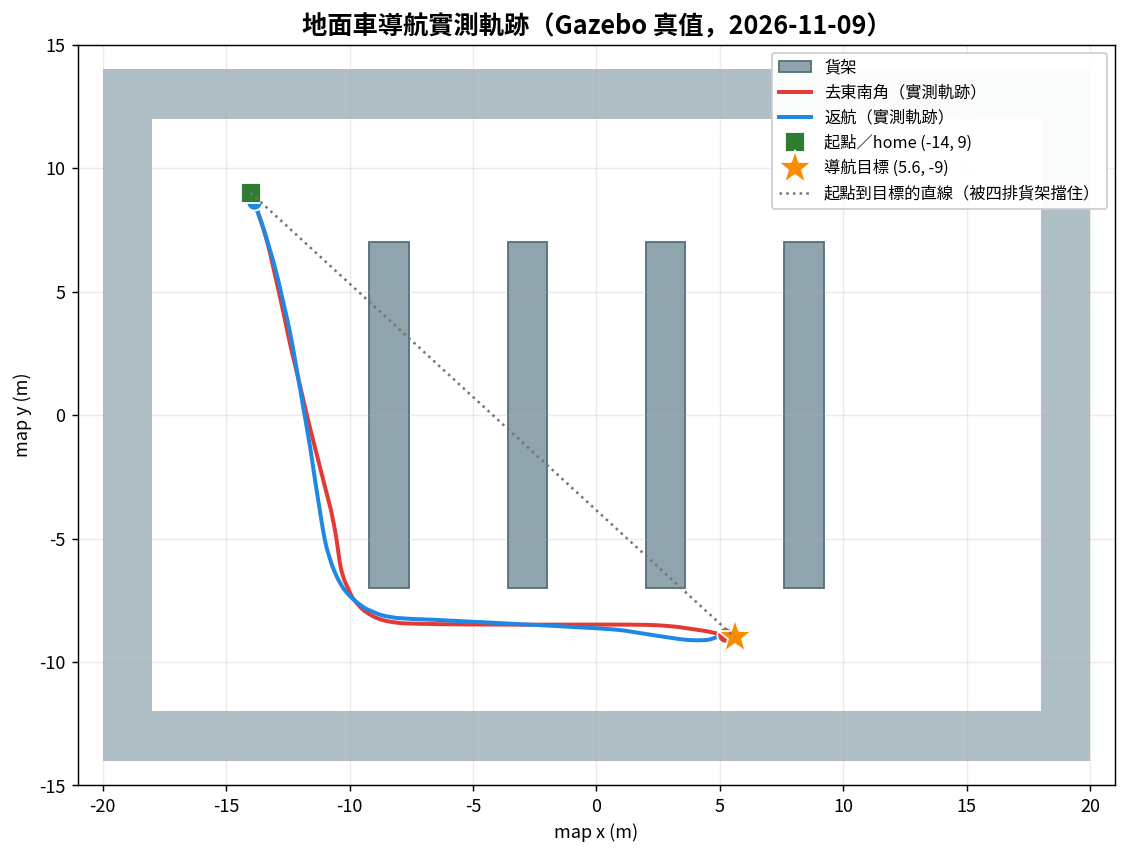 地面車導航實測軌跡（Gazebo 真值，2026-11-09）
貨架
去東南角（實測軌跡）
返航（實測軌跡）
起點／home (-14, 9)
導航目標 (5.6, -9)
起點到目標的直線（被四排貨架擋住）
map y (m)
15
10
5
0
-5
-10
-15
-20
-15
-10
-5
0
5
10
15
20
map x (m)